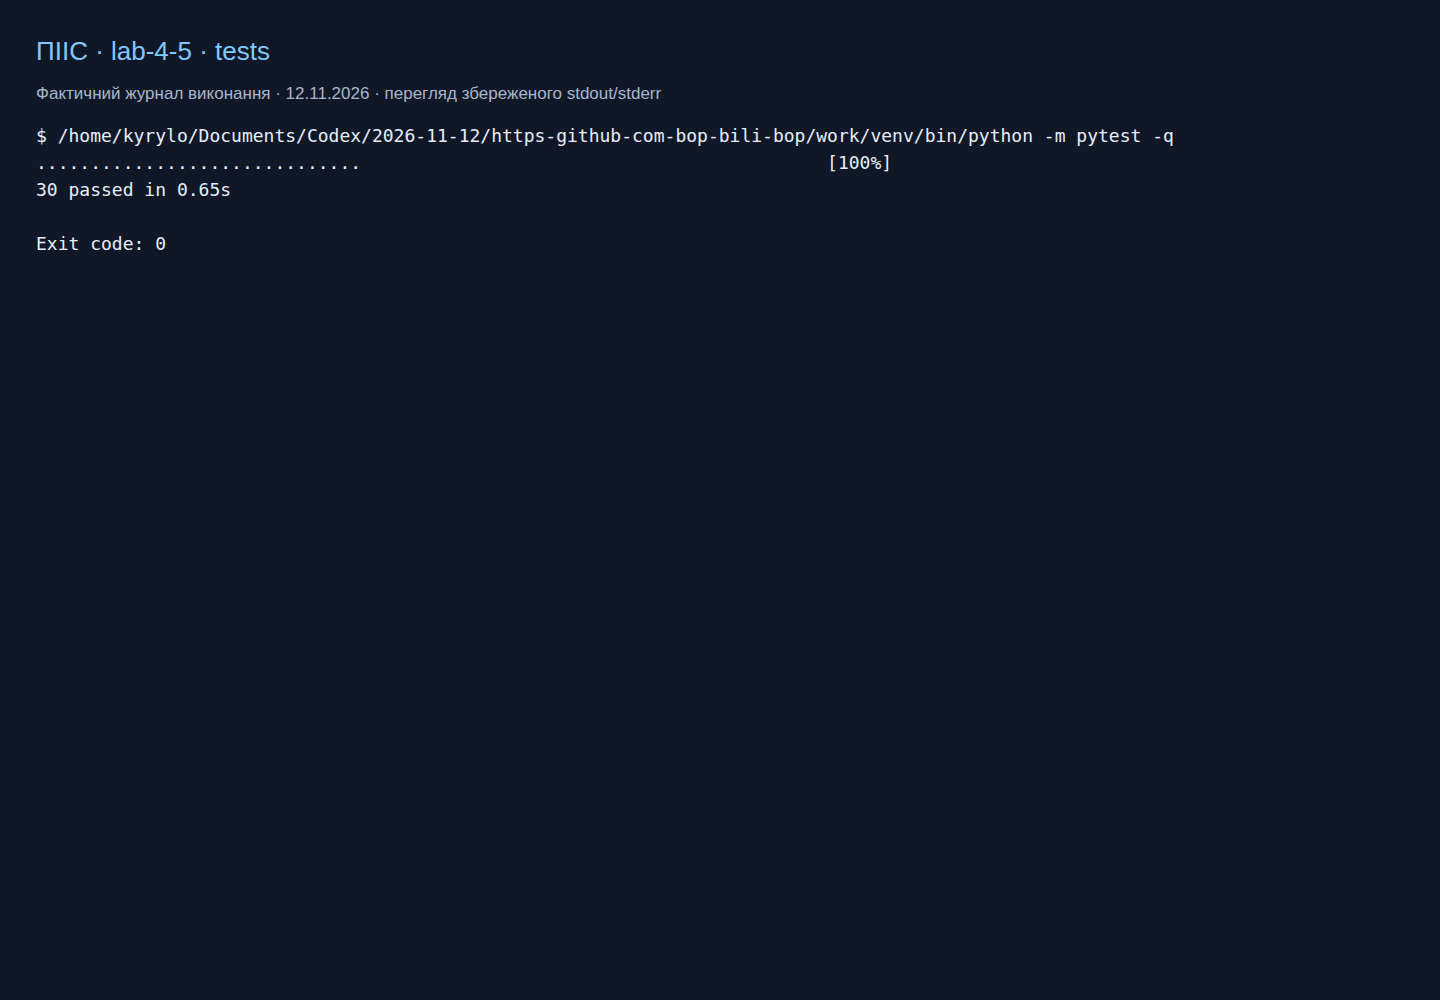 ПІІС · lab-4-5 · tests
Фактичний журнал виконання · 12.11.2026 · перегляд збереженого stdout/stderr
$ /home/kyrylo/Documents/Codex/2026-11-12/https-github-com-bop-bili-bop/work/venv/bin/python -m pytest -q
.............................. [100%]
30 passed in 0.65s
Exit code: 0